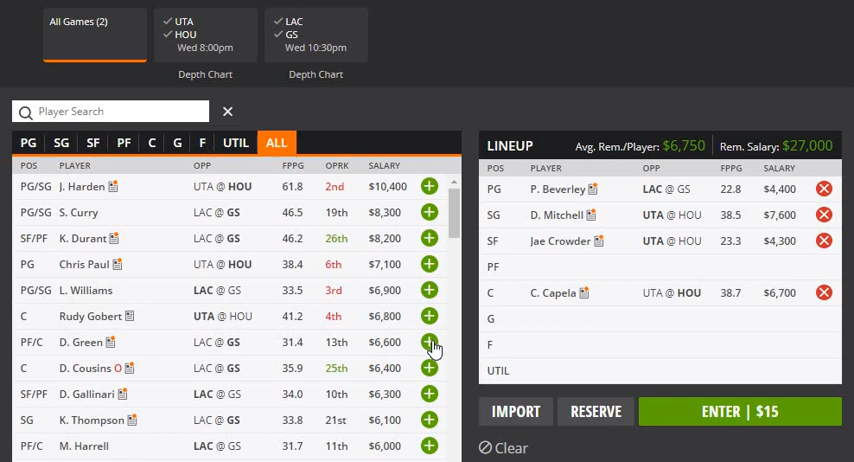 All Games (2)
UTA
HOU
Wed 8:00pm
LAC
GS
Wed 10:30pm
Depth Chart
Depth Chart
Player Search
PG SG SF PF C G F UTIL ALL
POS PLAYER OPP FPPG OPRK SALARY
PG/SG J. Harden UTA @ HOU 61.8 2nd $10,400
PG/SG S. Curry LAC @ GS 46.5 19th $8,300
SF/PF K. Durant LAC @ GS 46.2 26th $8,200
PG Chris Paul UTA @ HOU 38.4 6th $7,100
PG/SG L. Williams LAC @ GS 33.5 3rd $6,900
C Rudy Gobert UTA @ HOU 41.2 4th $6,800
PF/C D. Green LAC @ GS 31.4 13th $6,600
C D. Cousins O LAC @ GS 35.9 25th $6,400
SF/PF D. Gallinari LAC @ GS 34.0 10th $6,300
SG K. Thompson LAC @ GS 33.8 21st $6,100
PF/C M. Harrell LAC @ GS 31.7 11th $6,000
LINEUP Avg. Rem./Player: $6,750 Rem. Salary: $27,000
POS PLAYER OPP FPPG SALARY
PG P. Beverley LAC @ GS 22.8 $4,400
SG D. Mitchell UTA @ HOU 38.5 $7,600
SF Jae Crowder UTA @ HOU 23.3 $4,300
PF
C C. Capela UTA @ HOU 38.7 $6,700
G
F
UTIL
IMPORT RESERVE ENTER | $15
Clear